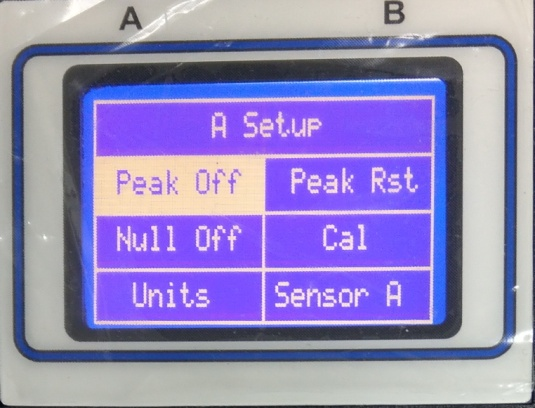 A B
A Setup
Peak Off Peak Rst
Null Off Cal
Units Sensor A